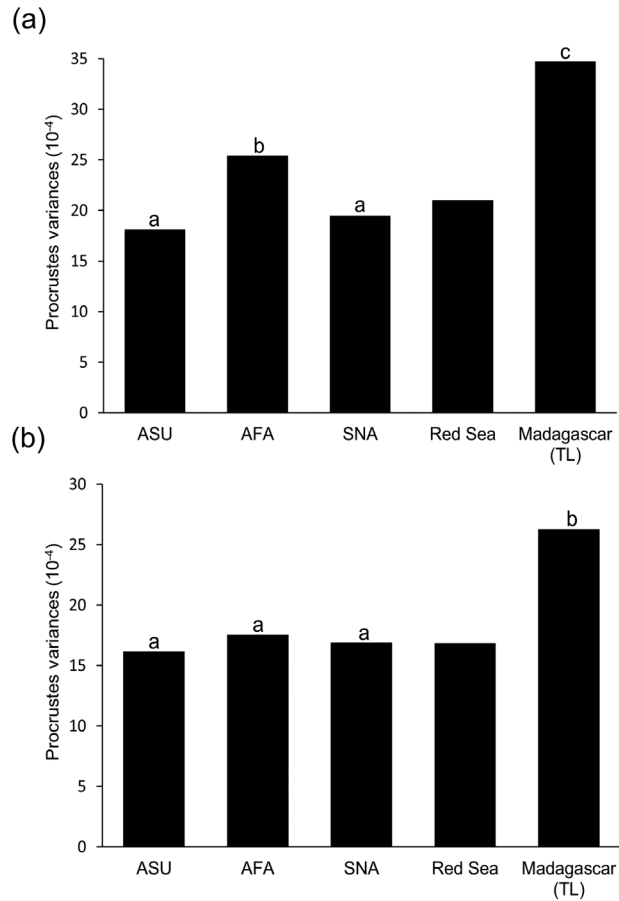 (a)
Procrustes variances (10-4)
35
30
25
20
15
10
5
0
a
b
a
c
ASU AFA SNA Red Sea Madagascar
(TL)
(b)
Procrustes variances (10-4)
30
25
20
15
10
5
0
a
a
a
b
ASU AFA SNA Red Sea Madagascar
(TL)